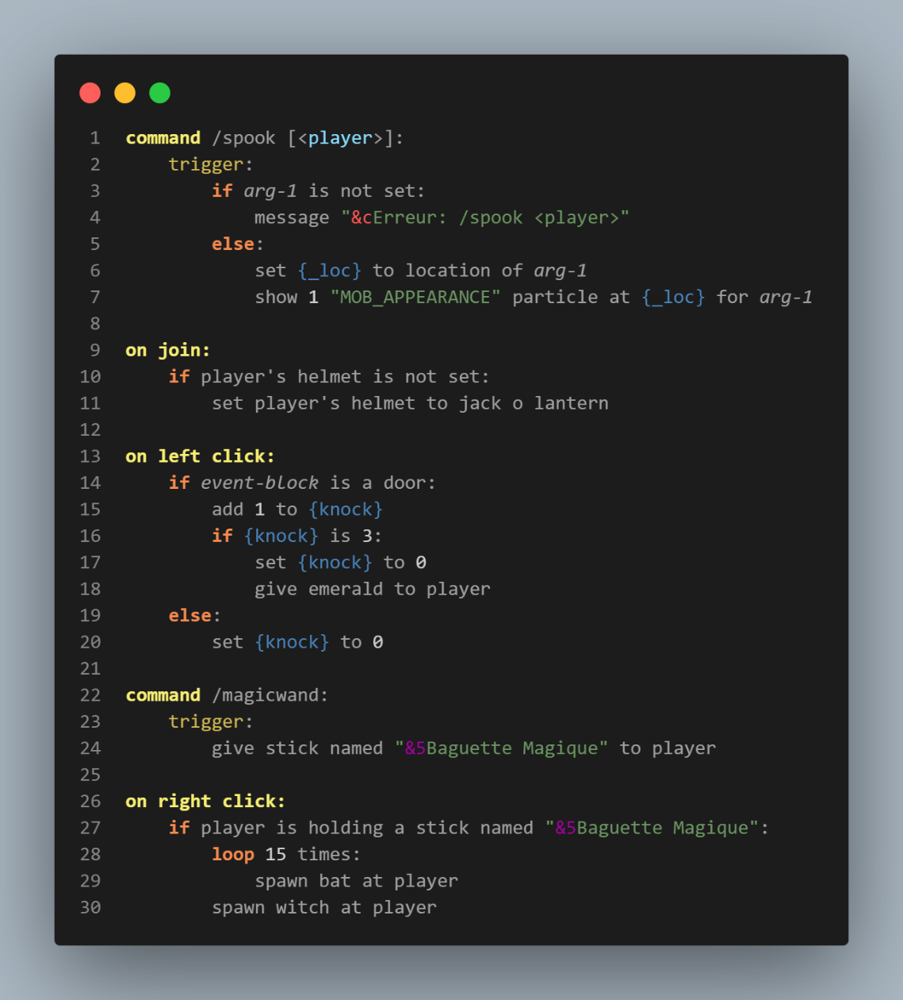 1 command /spook [<player>]:
2     trigger:
3         if arg-1 is not set:
4             message "&cErreur: /spook <player>"
5         else:
6             set {_loc} to location of arg-1
7             show 1 "MOB_APPEARANCE" particle at {_loc} for arg-1
8
9 on join:
10     if player's helmet is not set:
11         set player's helmet to jack o lantern
12
13 on left click:
14     if event-block is a door:
15         add 1 to {knock}
16         if {knock} is 3:
17             set {knock} to 0
18             give emerald to player
19     else:
20         set {knock} to 0
21
22 command /magicwand:
23     trigger:
24         give stick named "&5Baguette Magique" to player
25
26 on right click:
27     if player is holding a stick named "&5Baguette Magique":
28         loop 15 times:
29             spawn bat at player
30         spawn witch at player